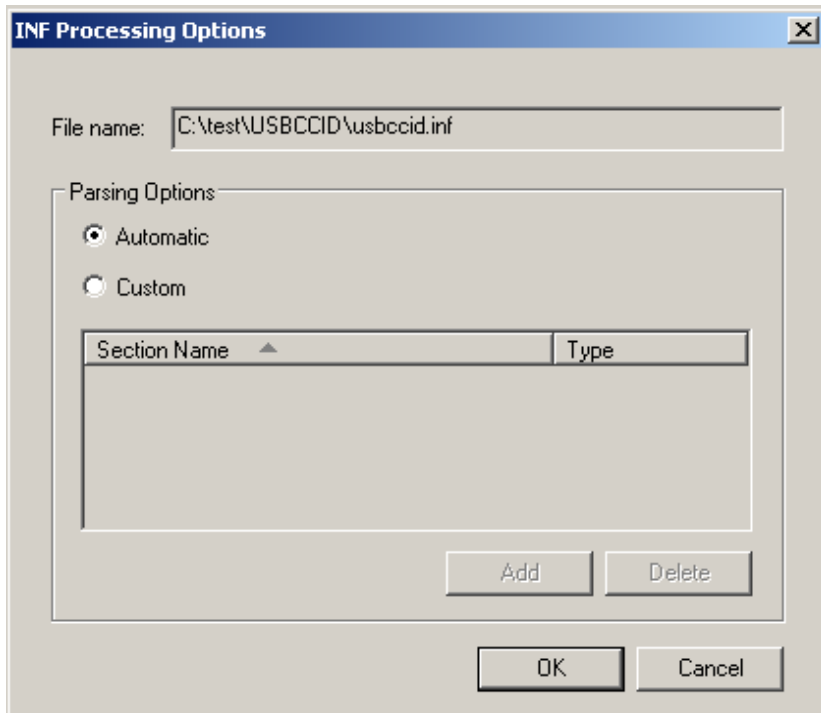 INF Processing Options
File name: C:\test\USBCCID\usbccid.inf
Parsing Options
Automatic
Custom
Section Name Type
Add Delete
OK Cancel